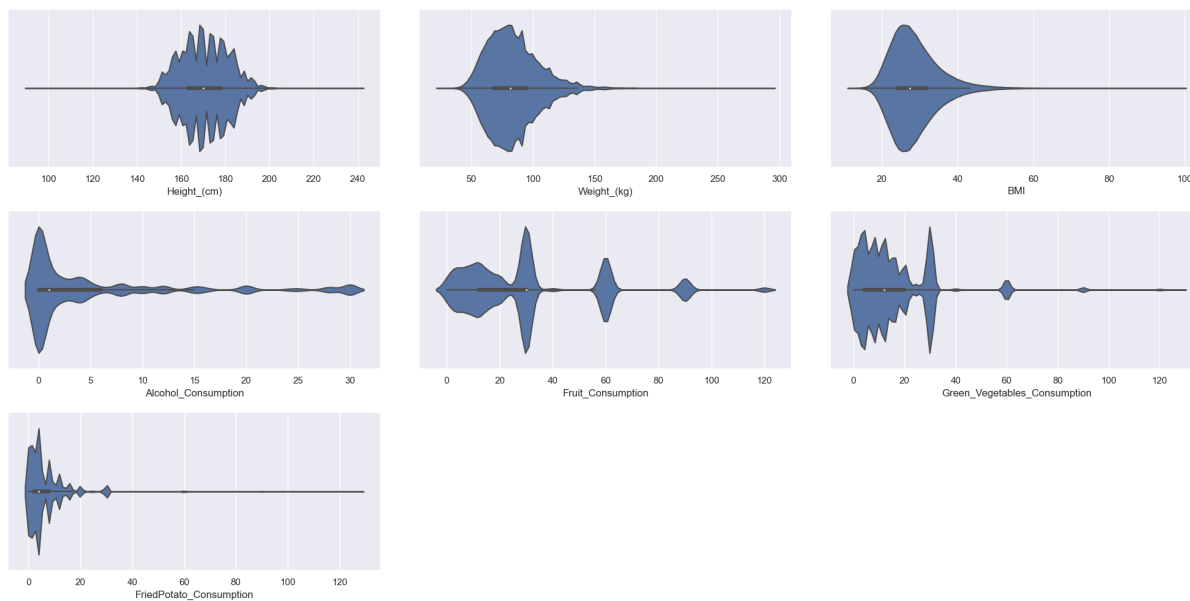 100 120 140 160 180 200 220 240
Height_(cm)
50 100 150 200 250 300
Weight_(kg)
20 40 60 80 100
BMI
0 5 10 15 20 25 30
Alcohol_Consumption
0 20 40 60 80 100 120
Fruit_Consumption
0 20 40 60 80 100 120
Green_Vegetables_Consumption
0 20 40 60 80 100 120
FriedPotato_Consumption